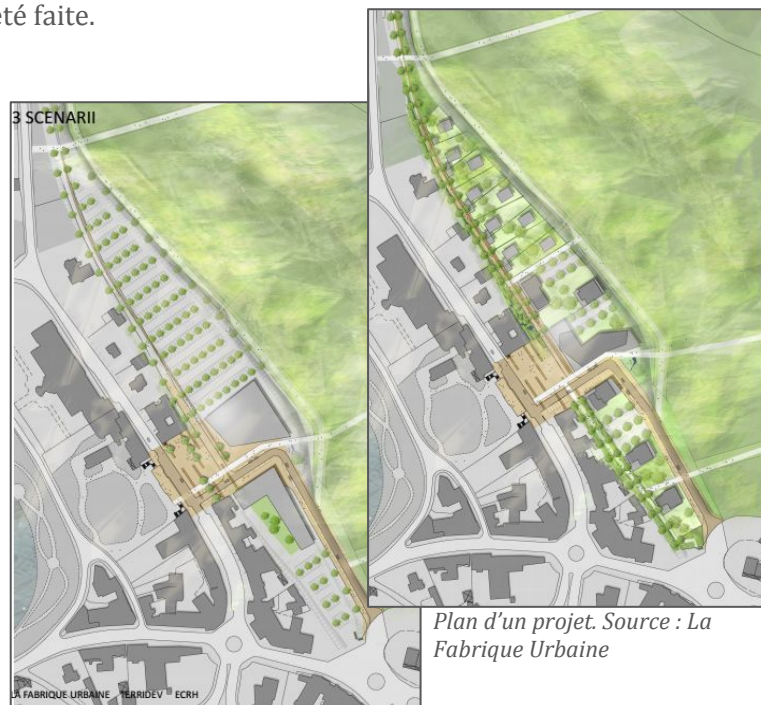 été faite.
3 SCENARII
LA FABRIQUE URBAINE TERRIDEV ECRH
Plan d'un projet. Source : La
Fabrique Urbaine